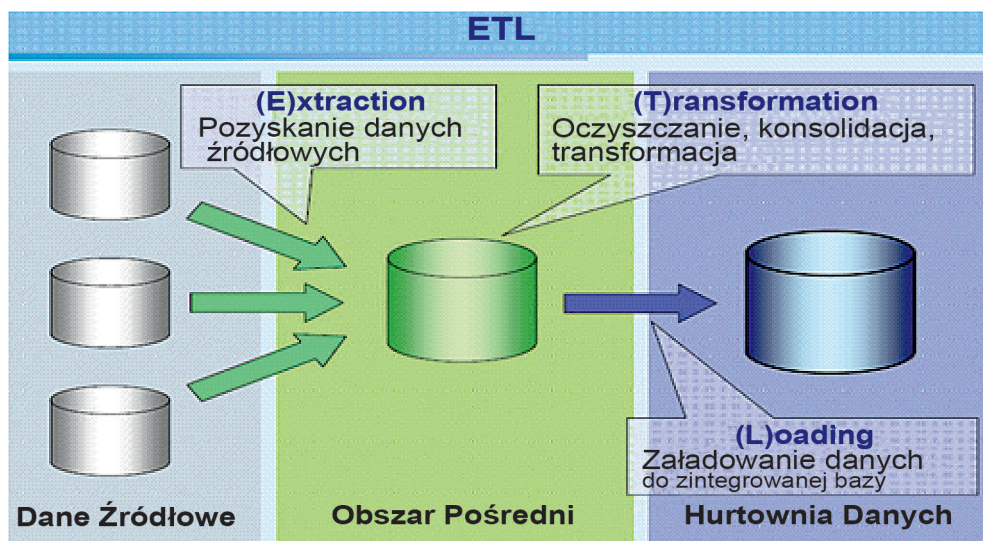 ETL
(E)xtraction
Pozyskanie danych
źródłowych
(T)ransformation
Oczyszczanie, konsolidacja,
transformacja
(L)oading
Załadowanie danych
do zintegrowanej bazy
Dane Źródłowe
Obszar Pośredni
Hurtownia Danych